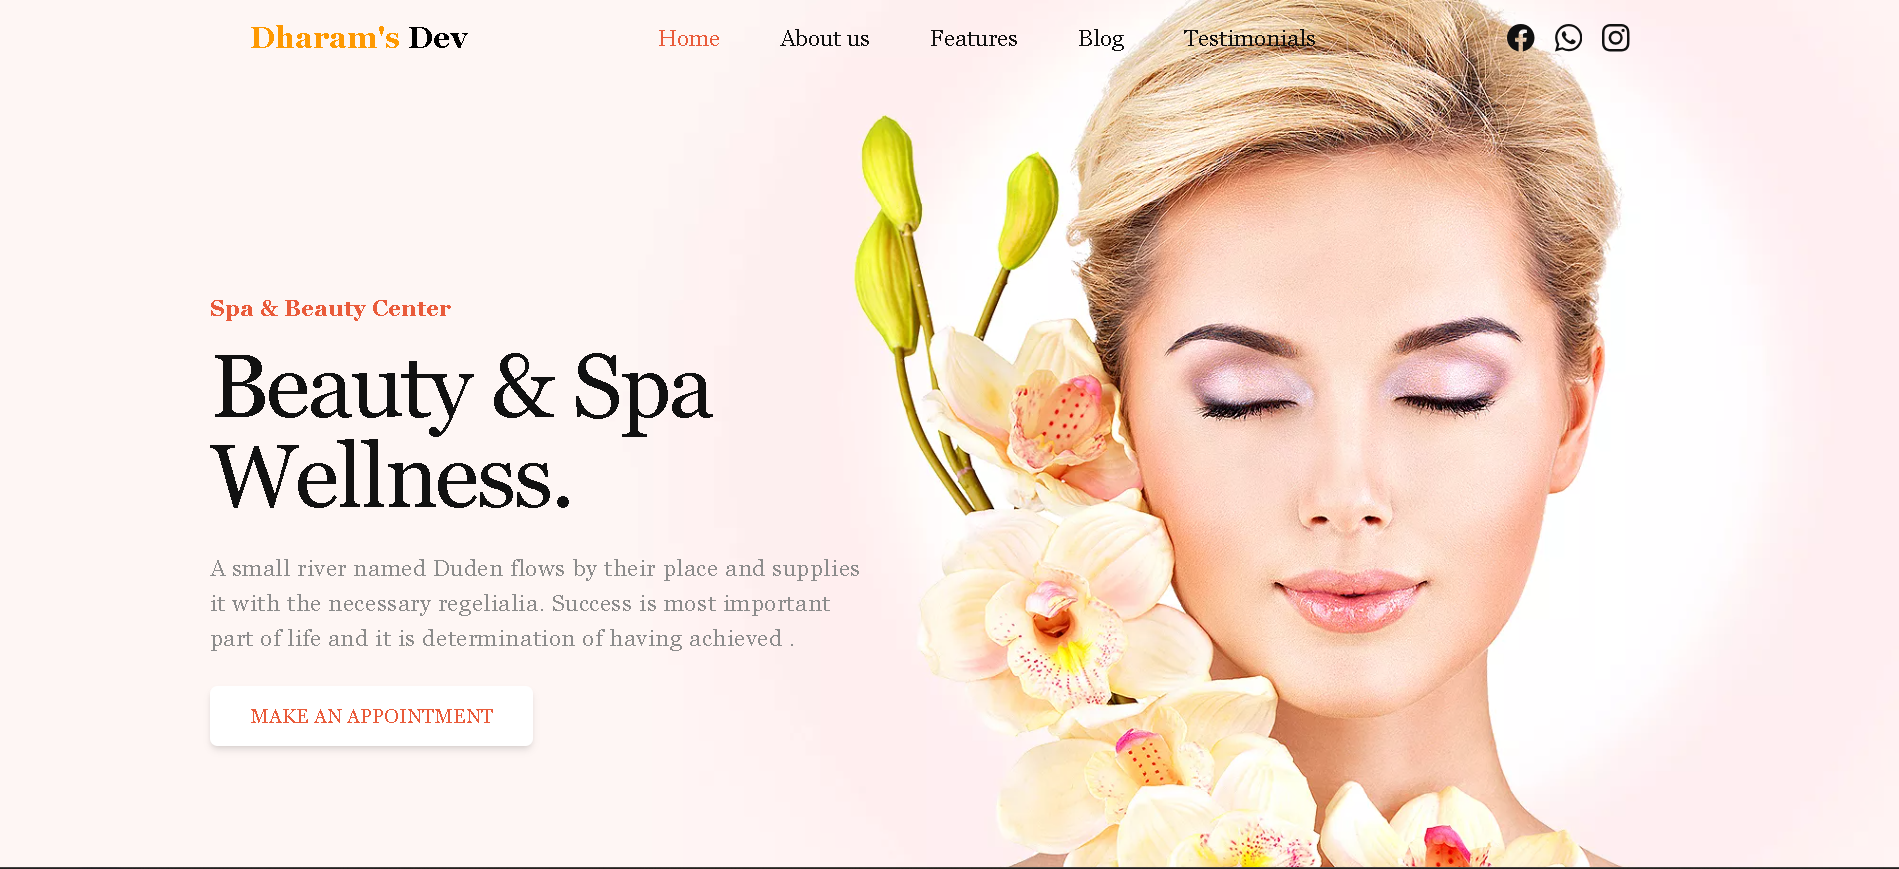 Dharam's Dev
Home
About us
Features
Blog
Testimonials
Spa & Beauty Center
Beauty & Spa
Wellness.
A small river named Duden flows by their place and supplies
it with the necessary regelialia. Success is most important
part of life and it is determination of having achieved .
MAKE AN APPOINTMENT